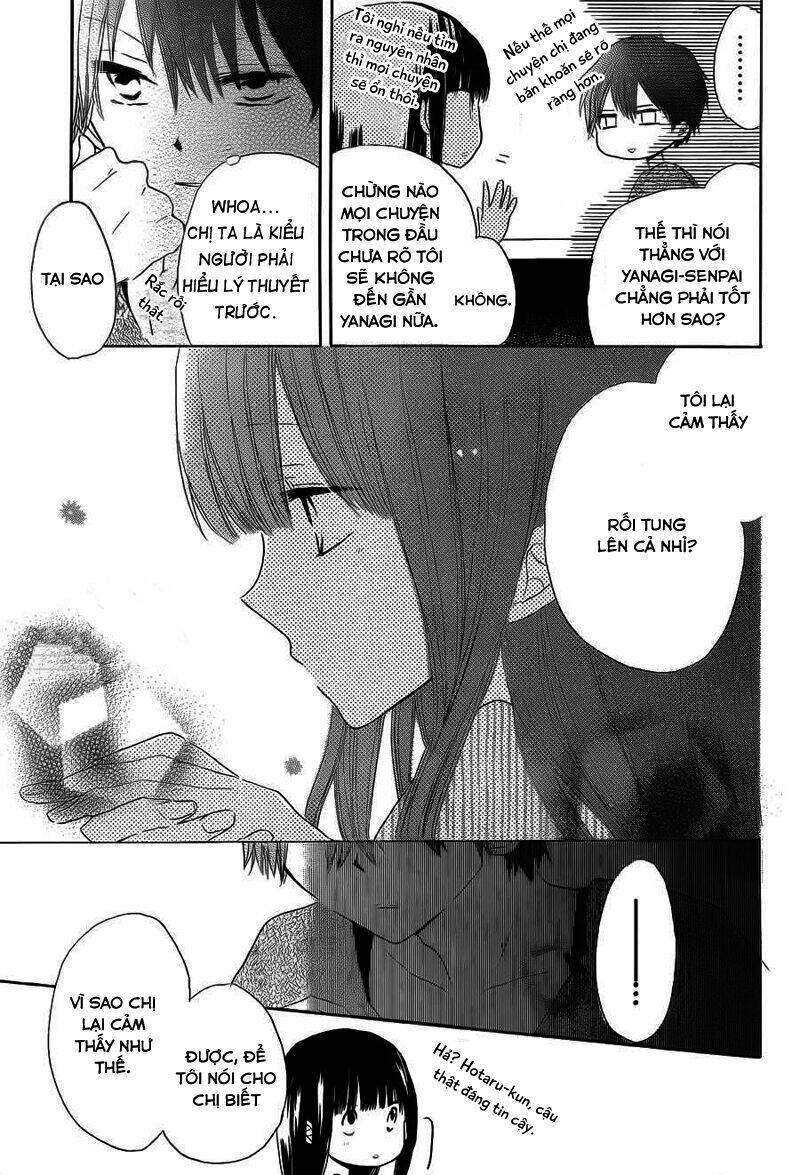 ………
Nếu thế mọi
chuyện chị đang
băn khoăn sẽ rõ
ràng hơn.
THẾ THÌ NÓI
THẲNG VỚI
YANAGI-SENPAI
CHẲNG PHẢI TỐT
HƠN SAO?
Tôi nghĩ nếu tìm
ra nguyên nhân
thì mọi chuyện
sẽ ổn thôi.
KHÔNG.
CHỪNG NÀO
MỌI CHUYỆN
TRONG ĐẦU
CHƯA RÕ TÔI
SẼ KHÔNG
ĐẾN GẦN
YANAGI NỮA.
WHOA...
CHỊ TA LÀ KIỂU
NGƯỜI PHẢI
HIỂU LÝ THUYẾT
TRƯỚC.
Rắc rối
thật.
TẠI SAO
TÔI LẠI
CẢM THẤY
RỐI TUNG
LÊN CẢ NHỈ?
………
ĐƯỢC, ĐỂ
TÔI NÓI CHO
CHỊ BIẾT
VÌ SAO CHỊ
LẠI CẢM
THẤY NHƯ
THẾ.
Hả? Hotaru-kun, cậu
thật đáng tin cậy.